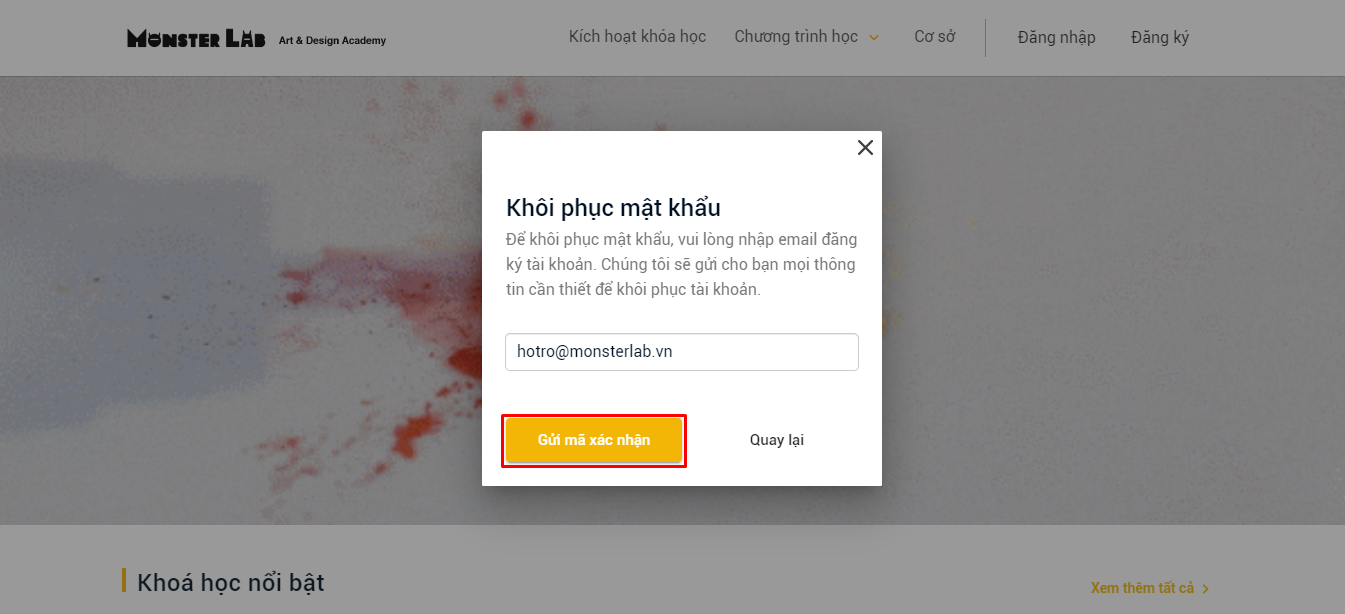 MONSTER LAB Art & Design Academy
Kích hoạt khóa học Chương trình học Cơ sở Đăng nhập Đăng ký
Khôi phục mật khẩu
Để khôi phục mật khẩu, vui lòng nhập email đăng
ký tài khoản. Chúng tôi sẽ gửi cho bạn mọi thông
tin cần thiết để khôi phục tài khoản.
hotro@monsterlab.vn
Gửi mã xác nhận Quay lại
Khoá học nổi bật Xem thêm tất cả